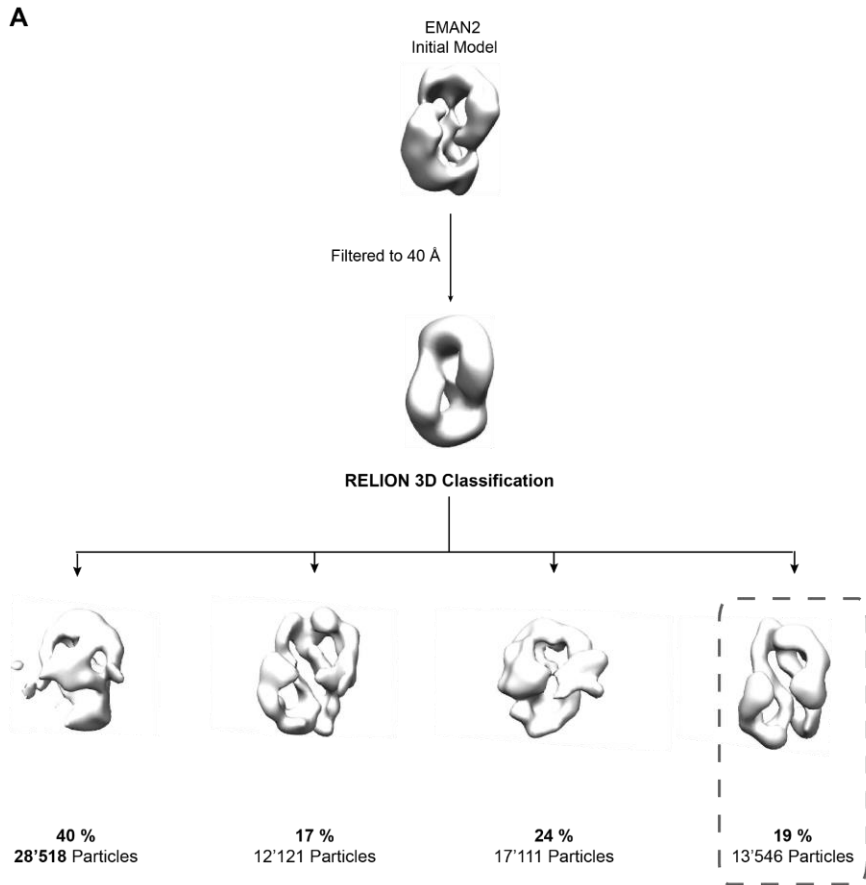 A
EMAN2
Initial Model
Filtered to 40 Å
RELION 3D Classification
40 %
28’518 Particles
17 %
12’121 Particles
24 %
17’111 Particles
19 %
13’546 Particles